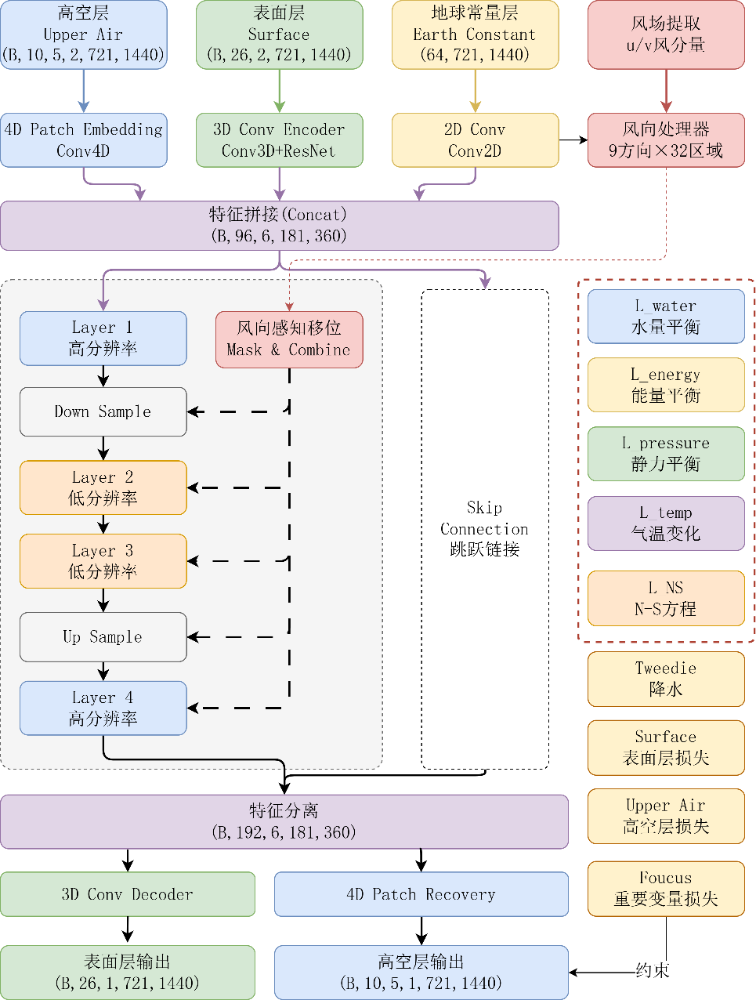 高空层
Upper Air
(B,10,5,2,721,1440)
表面层
Surface
(B,26,2,721,1440)
地球常量层
Earth Constant
(64,721,1440)
风场提取
u/v风分量
4D Patch Embedding
Conv4D
3D Conv Encoder
Conv3D+ResNet
2D Conv
Conv2D
风向处理器
9方向×32区域
特征拼接(Concat)
(B,96,6,181,360)
Layer 1
高分辨率
风向感知移位
Mask & Combine
Down Sample
Layer 2
低分辨率
Layer 3
低分辨率
Up Sample
Layer 4
高分辨率
Skip
Connection
跳跃链接
L_water
水量平衡
L_energy
能量平衡
L_pressure
静力平衡
L_temp
气温变化
L_NS
N-S方程
Tweedie
降水
Surface
表面层损失
Upper Air
高空层损失
Foucus
重要变量损失
特征分离
(B,192,6,181,360)
3D Conv Decoder
4D Patch Recovery
表面层输出
(B,26,1,721,1440)
高空层输出
(B,10,5,1,721,1440)
约束